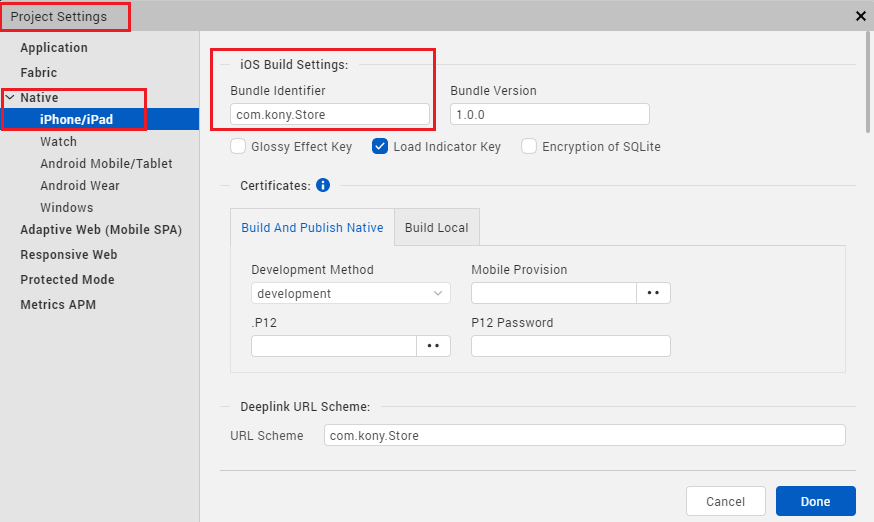 Project Settings
Application
Fabric
Native
iPhone/iPad
Watch
Android Mobile/Tablet
Android Wear
Windows
Adaptive Web (Mobile SPA)
Responsive Web
Protected Mode
Metrics APM
iOS Build Settings:
Bundle Identifier Bundle Version
com.kony.Store 1.0.0
Glossy Effect Key Load Indicator Key Encryption of SQLite
Certificates:
Build And Publish Native Build Local
Development Method Mobile Provision
development
.P12 P12 Password
Deeplink URL Scheme:
URL Scheme com.kony.Store
Cancel Done